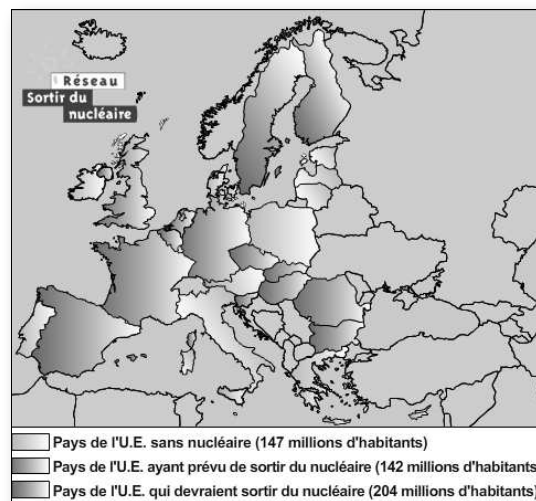 Réseau
Sortir du
nucléaire
Pays de l'U.E. sans nucléaire (147 millions d'habitants)
Pays de l'U.E. ayant prévu de sortir du nucléaire (142 millions d'habitants
Pays de l'U.E. qui devraient sortir du nucléaire (204 millions d'habitants)